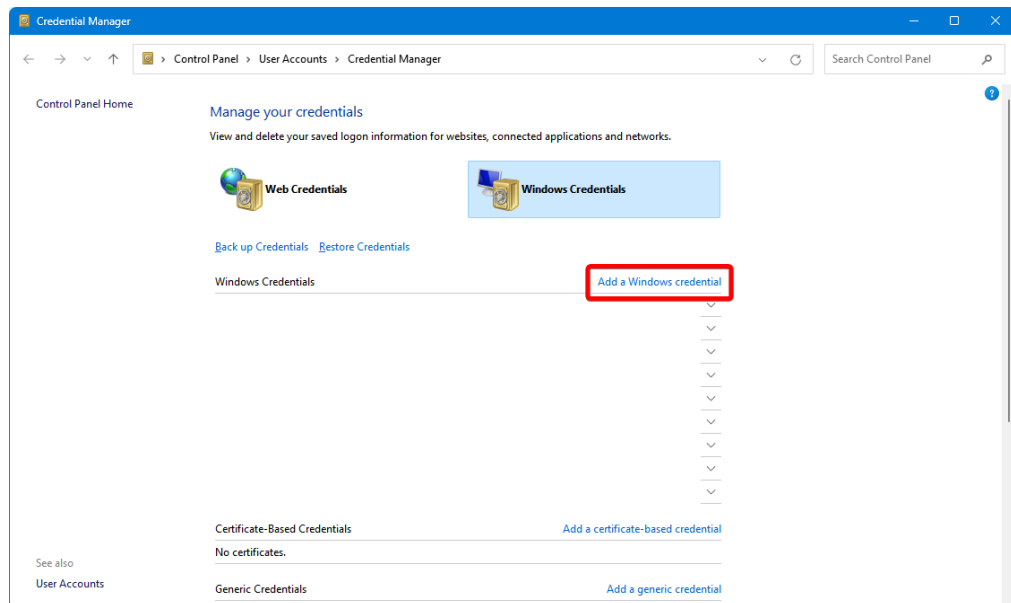 Credential Manager
Control Panel > User Accounts > Credential Manager
Search Control Panel
Control Panel Home
?
Manage your credentials
View and delete your saved logon information for websites, connected applications and networks.
Web Credentials
Windows Credentials
Back up Credentials Restore Credentials
Windows Credentials Add a Windows credential
Certificate-Based Credentials Add a certificate-based credential
No certificates.
See also
User Accounts
Generic Credentials Add a generic credential